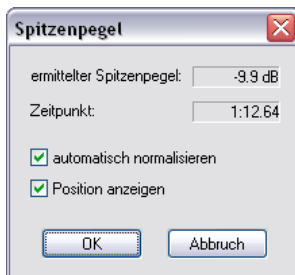 Spitzenpegel
ermittelter Spitzenpegel: -9.9 dB
Zeitpunkt: 1:12.64
automatisch normalisieren
Position anzeigen
OK Abbruch